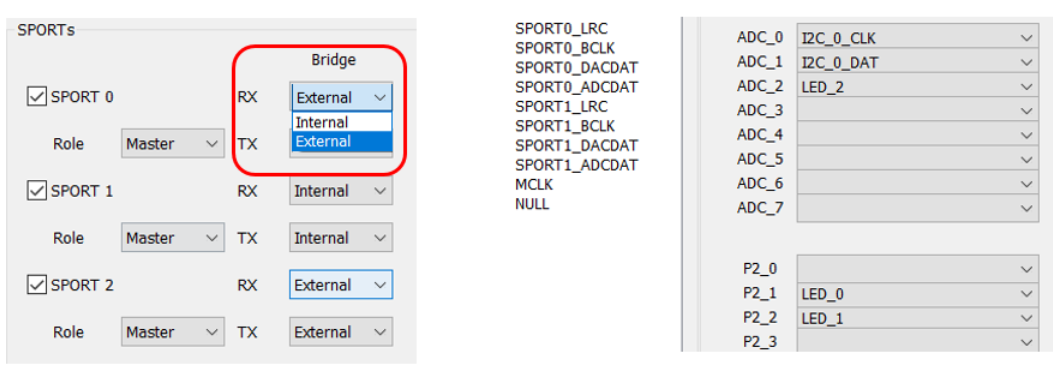 SPORTs
Bridge
SPORT 0 RX External
Internal
External
Role Master TX
SPORT 1 RX Internal
Role Master TX Internal
SPORT 2 RX External
Role Master TX External
SPORT0_LRC
SPORT0_BCLK
SPORT0_DACDAT
SPORT0_ADCDAT
SPORT1_LRC
SPORT1_BCLK
SPORT1_DACDAT
SPORT1_ADCDAT
MCLK
NULL
ADC_0 I2C_0_CLK
ADC_1 I2C_0_DAT
ADC_2 LED_2
ADC_3
ADC_4
ADC_5
ADC_6
ADC_7
P2_0
P2_1 LED_0
P2_2 LED_1
P2_3